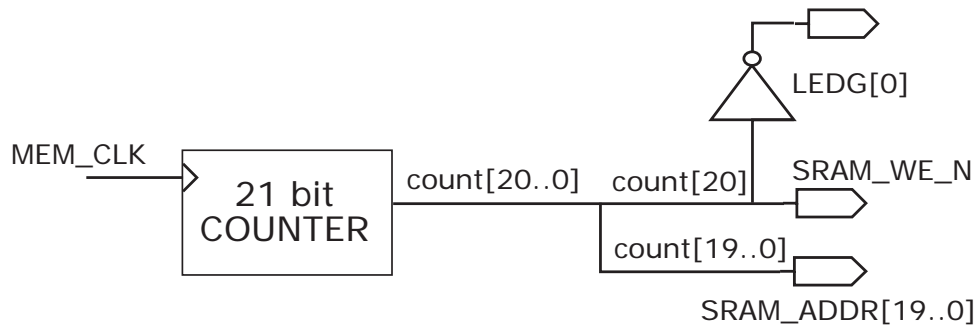 LEDG[0]
MEM_CLK
21 bit
COUNTER
count[20..0]
count[20]
SRAM_WE_N
count[19..0]
SRAM_ADDR[19..0]